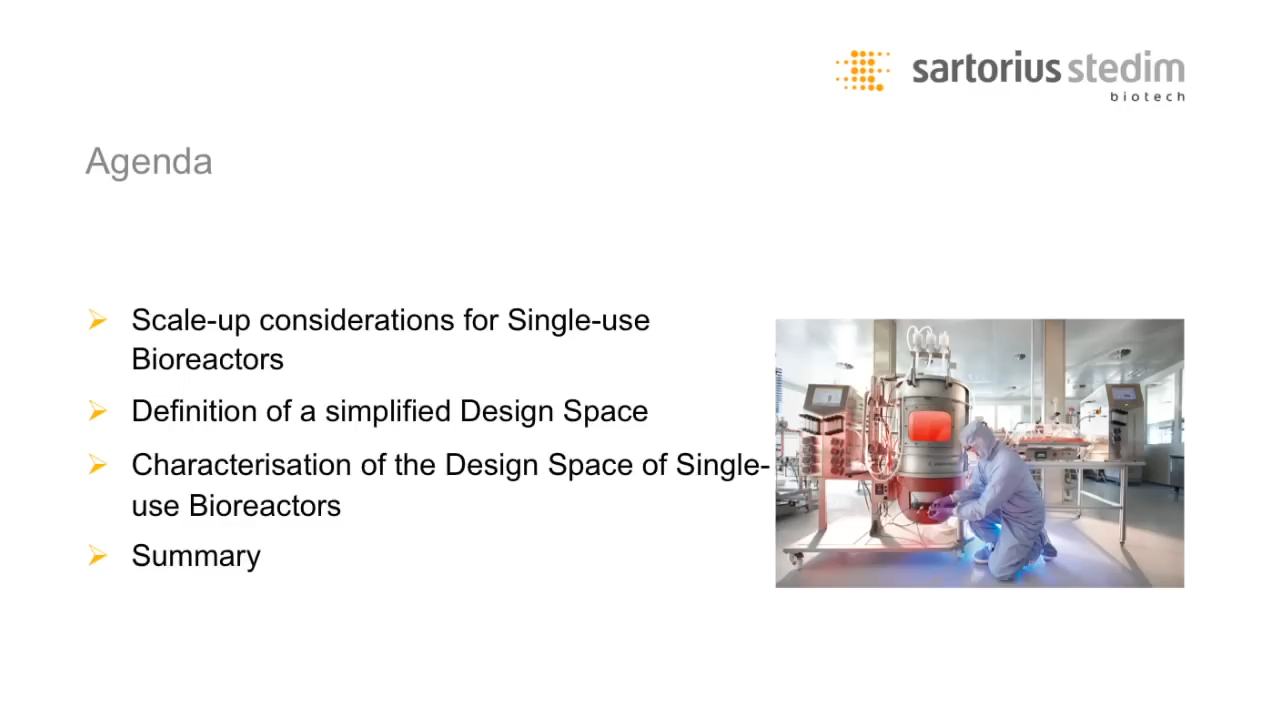 sartorius stedim
biotech
Agenda
Scale-up considerations for Single-use
Bioreactors
Definition of a simplified Design Space
Characterisation of the Design Space of Single-
use Bioreactors
Summary